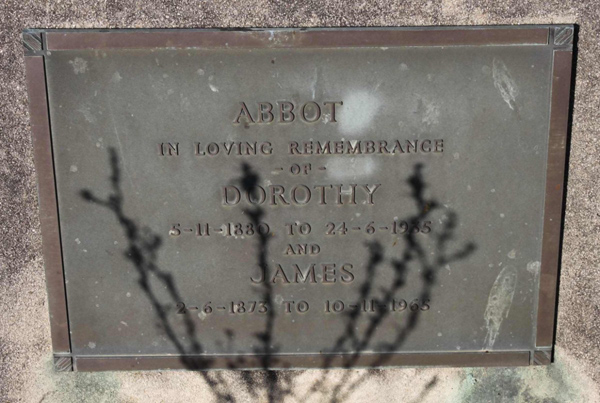 ABBOT
IN LOVING REMEMBRANCE
- OF -
DOROTHY
5-11-1880 TO 24-6-1935
AND
JAMES
2-6-1873 TO 10-11-1965